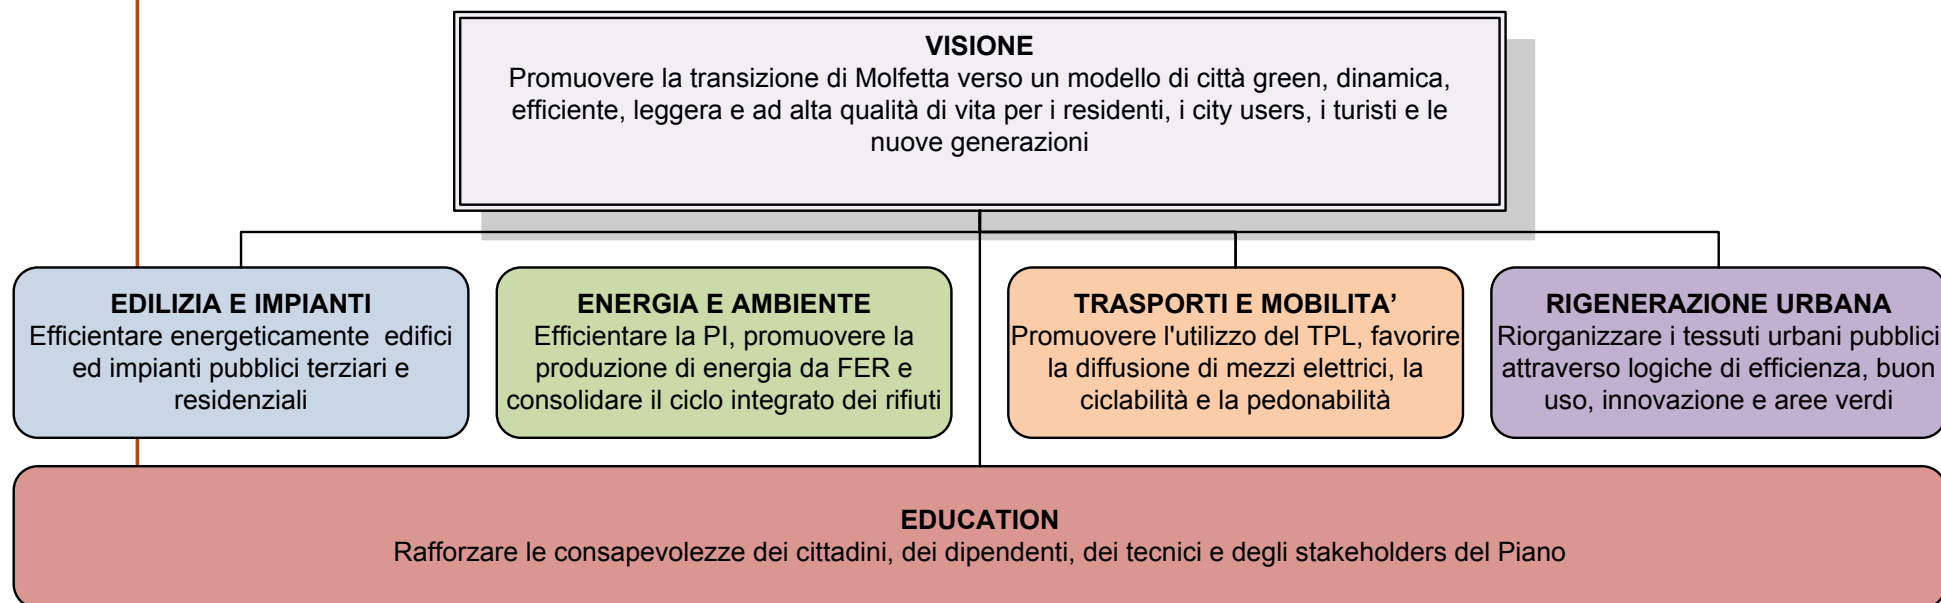 VISIONE
Promuovere la transizione di Molfetta verso un modello di città green, dinamica,
efficiente, leggera e ad alta qualità di vita per i residenti, i city users, i turisti e le
nuove generazioni
EDILIZIA E IMPIANTI
Efficientare energeticamente  edifici
ed impianti pubblici terziari e
residenziali
ENERGIA E AMBIENTE
Efficientare la PI, promuovere la
produzione di energia da FER e
consolidare il ciclo integrato dei rifiuti
TRASPORTI E MOBILITA’
Promuovere l'utilizzo del TPL, favorire
la diffusione di mezzi elettrici, la
ciclabilità e la pedonabilità
RIGENERAZIONE URBANA
Riorganizzare i tessuti urbani pubblici
attraverso logiche di efficienza, buon
uso, innovazione e aree verdi
EDUCATION
Rafforzare le consapevolezze dei cittadini, dei dipendenti, dei tecnici e degli stakeholders del Piano